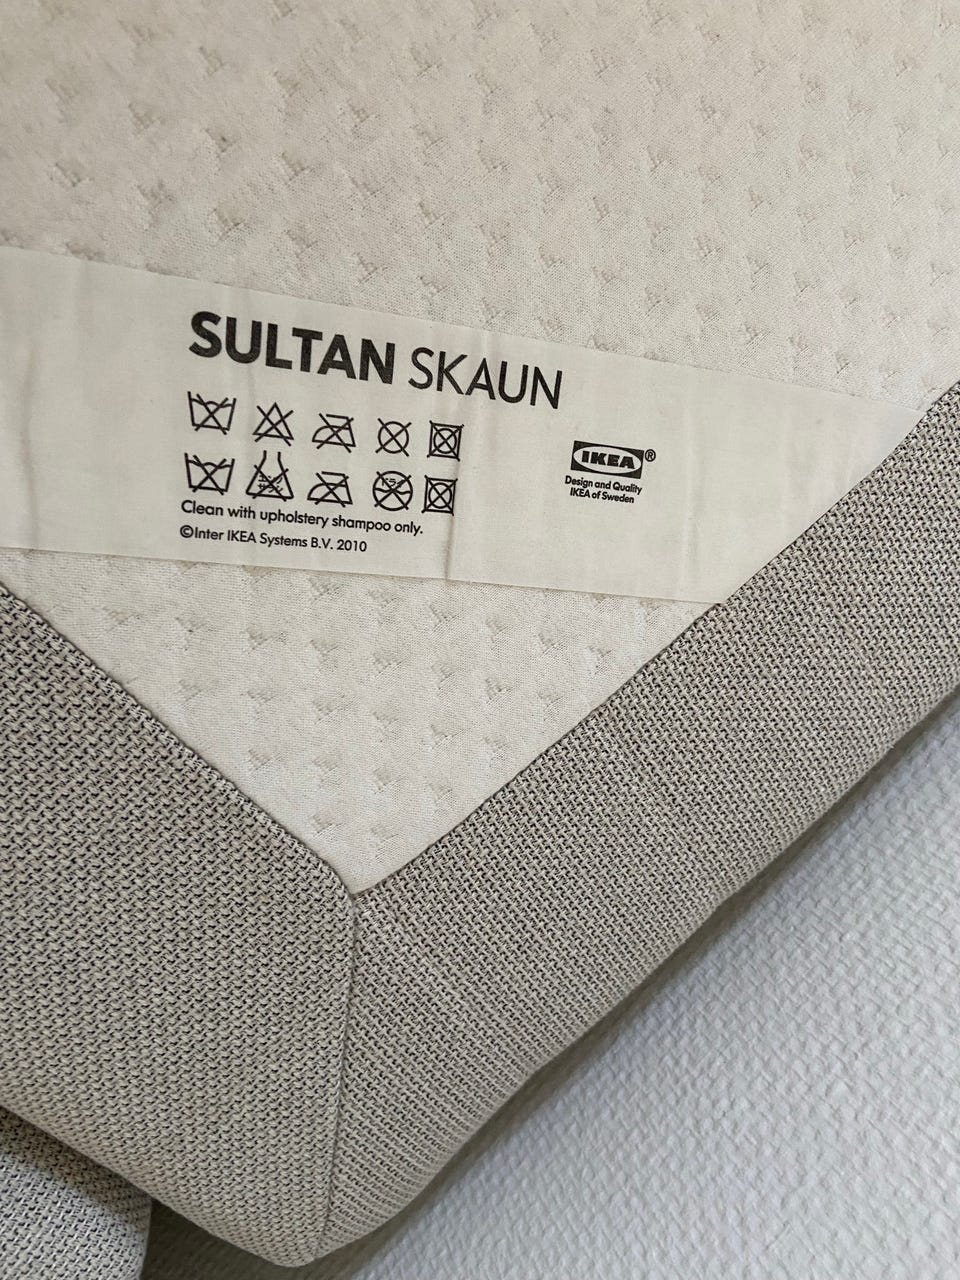 SULTAN SKAUN
IKEA®
Design and Quality
IKEA of Sweden
Clean with upholstery shampoo only.
©Inter IKEA Systems B.V. 2010